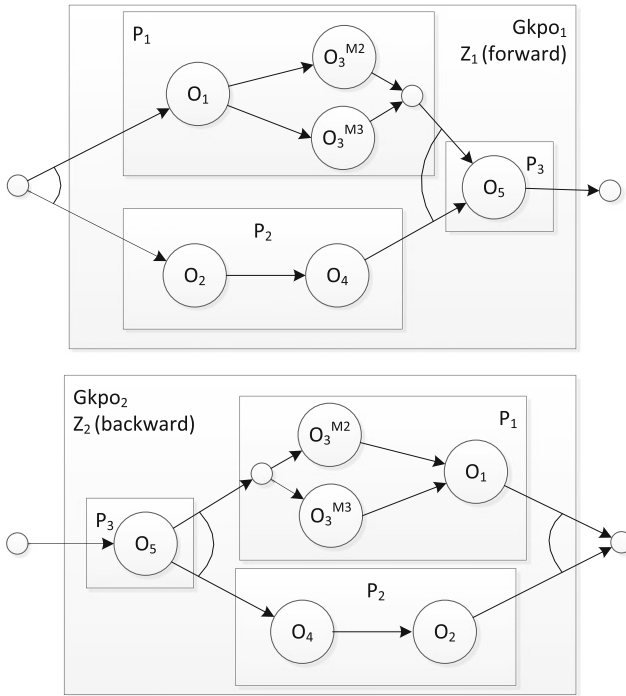 P₁
Gkpo₁
Z₁ (forward)
O₃ᴹ²
O₁
O₃ᴹ³
P₃
O₅
P₂
O₂
O₄
Gkpo₂
Z₂ (backward)
P₁
O₃ᴹ²
O₁
O₃ᴹ³
P₃
O₅
P₂
O₄
O₂